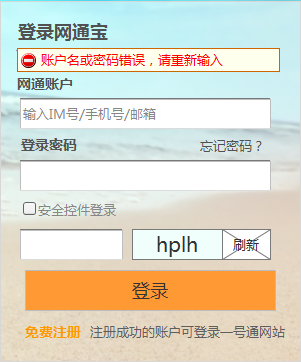 登录网通宝
账户名或密码错误，请重新输入
网通账户
输入IM号/手机号/邮箱
登录密码 忘记密码？
安全控件登录
hplh 刷新
登录
免费注册 注册成功的账户可登录一号通网站